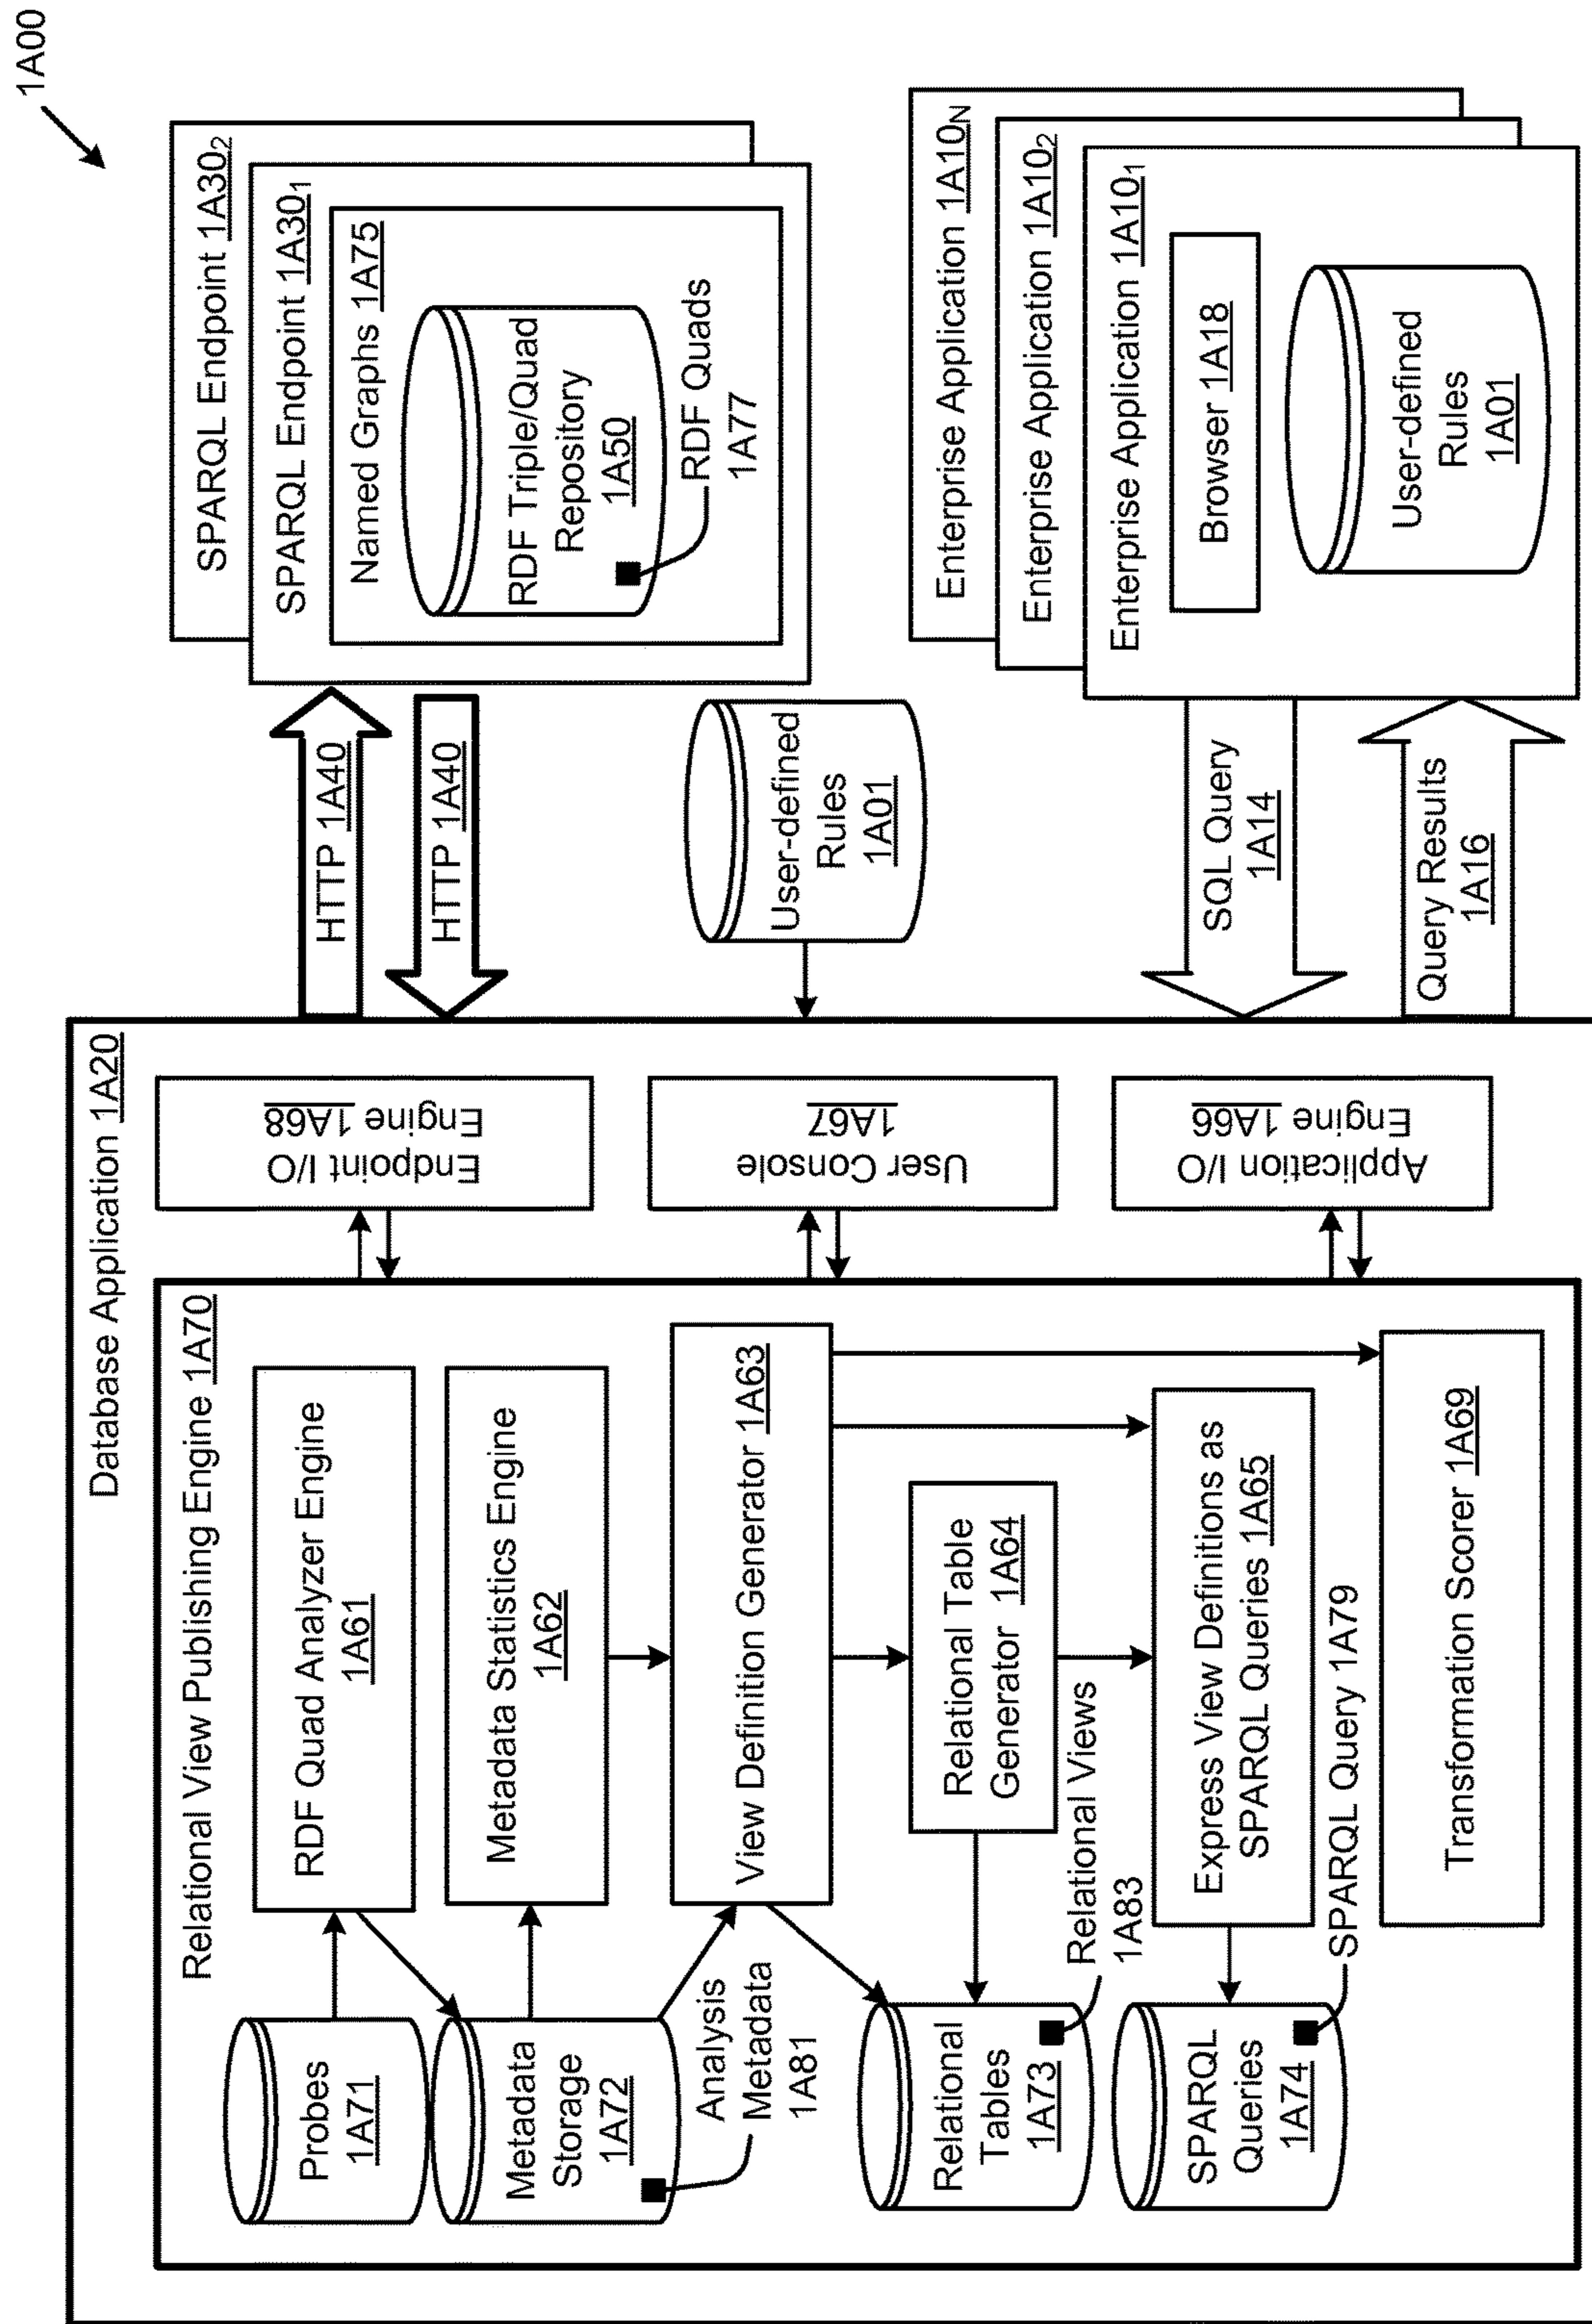 1A00
Database Application 1A20
Relational View Publishing Engine 1A70
Probes
1A71
RDF Quad Analyzer Engine
1A61
Metadata
Storage
1A72
Metadata Statistics Engine
1A62
Analysis
Metadata
1A81
View Definition Generator 1A63
Relational
Tables
1A73
Relational Table
Generator 1A64
Relational Views
1A83
SPARQL
Queries
1A74
Express View Definitions as
SPARQL Queries 1A65
SPARQL Query 1A79
Transformation Scorer 1A69
Endpoint I/O
Engine 1A68
User Console
1A67
Application I/O
Engine 1A66
HTTP 1A40
HTTP 1A40
User-defined
Rules
1A01
SQL Query
1A14
Query Results
1A16
SPARQL Endpoint 1A302
SPARQL Endpoint 1A301
Named Graphs 1A75
RDF Triple/Quad
Repository
1A50
RDF Quads
1A77
Enterprise Application 1A10N
Enterprise Application 1A102
Enterprise Application 1A101
Browser 1A18
User-defined
Rules
1A01